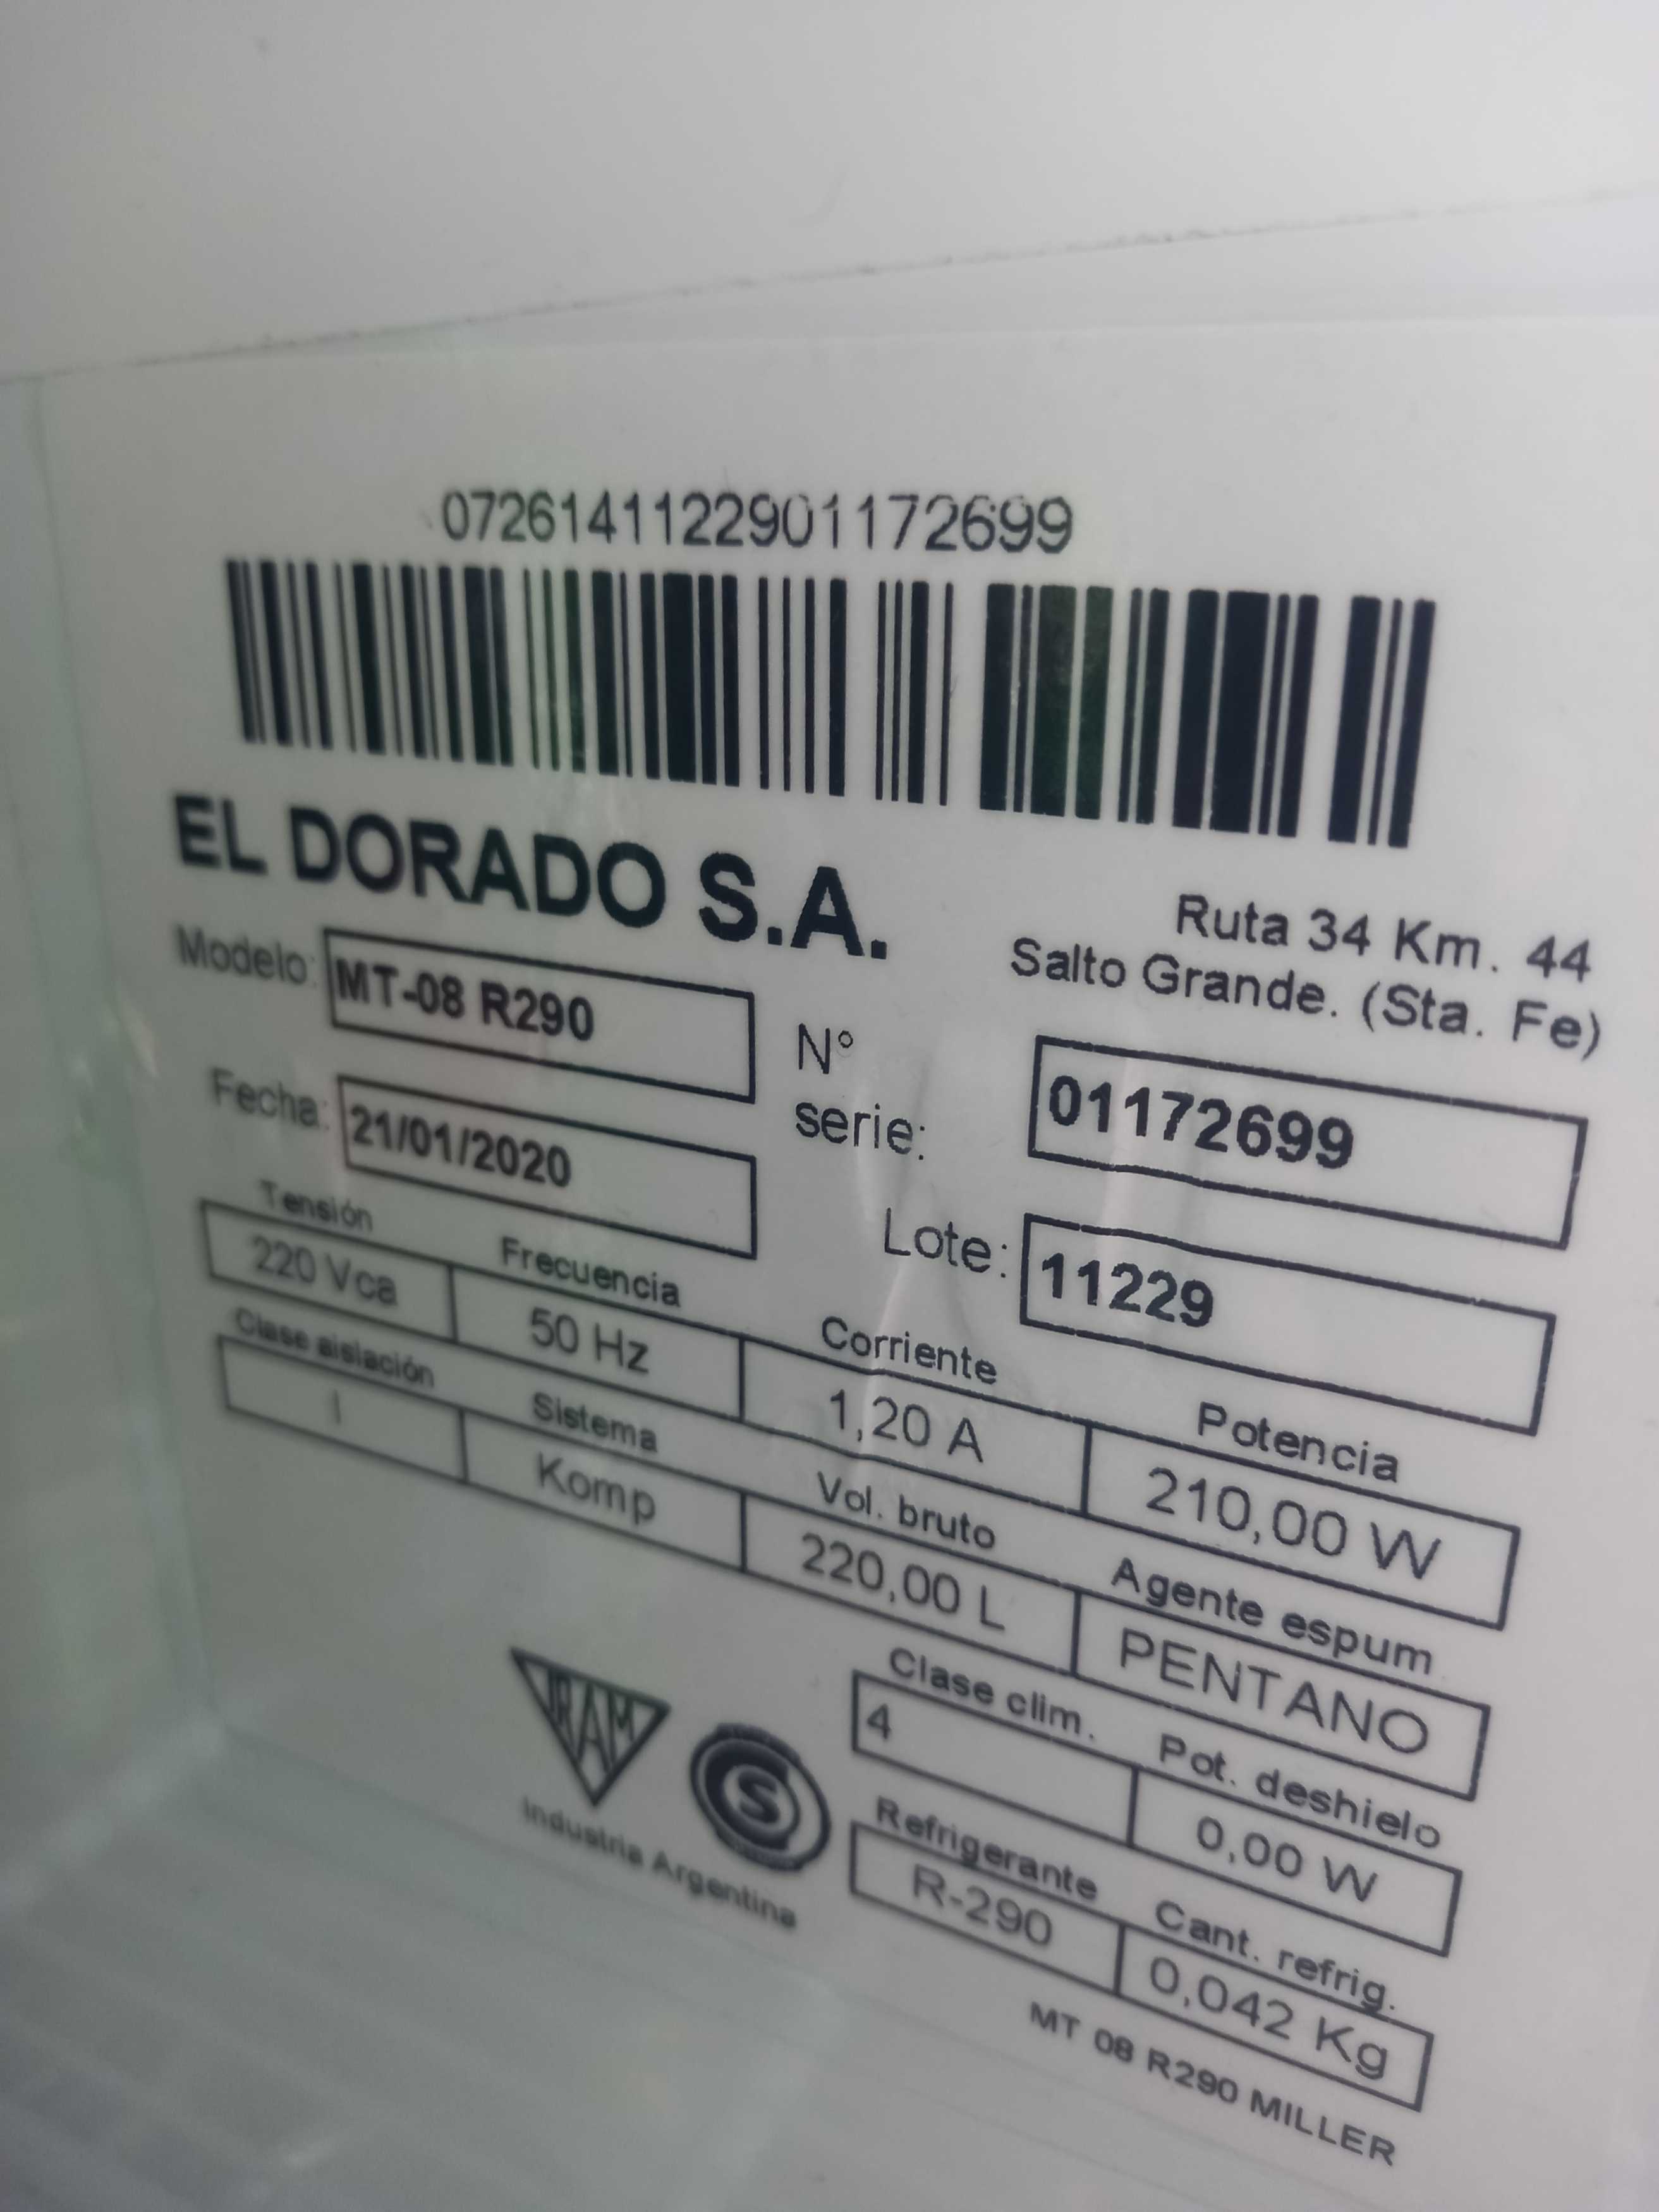 0726141122901172699
EL DORADO S.A.
Ruta 34 Km. 44
Salto Grande. (Sta. Fe)
Modelo: MT-08 R290
N° serie: 01172699
Fecha: 21/01/2020
Lote: 11229
Tensión Frecuencia Corriente Potencia
220 Vca 50 Hz 1,20 A 210,00 W
Clase aislación Sistema Vol. bruto Agente espum
I Komp 220,00 L PENTANO
Clase clim. Pot. deshielo
4 0,00 W
Refrigerante Cant. refrig.
R-290 0,042 Kg
IRAM S
Industria Argentina
MT 08 R290 MILLER